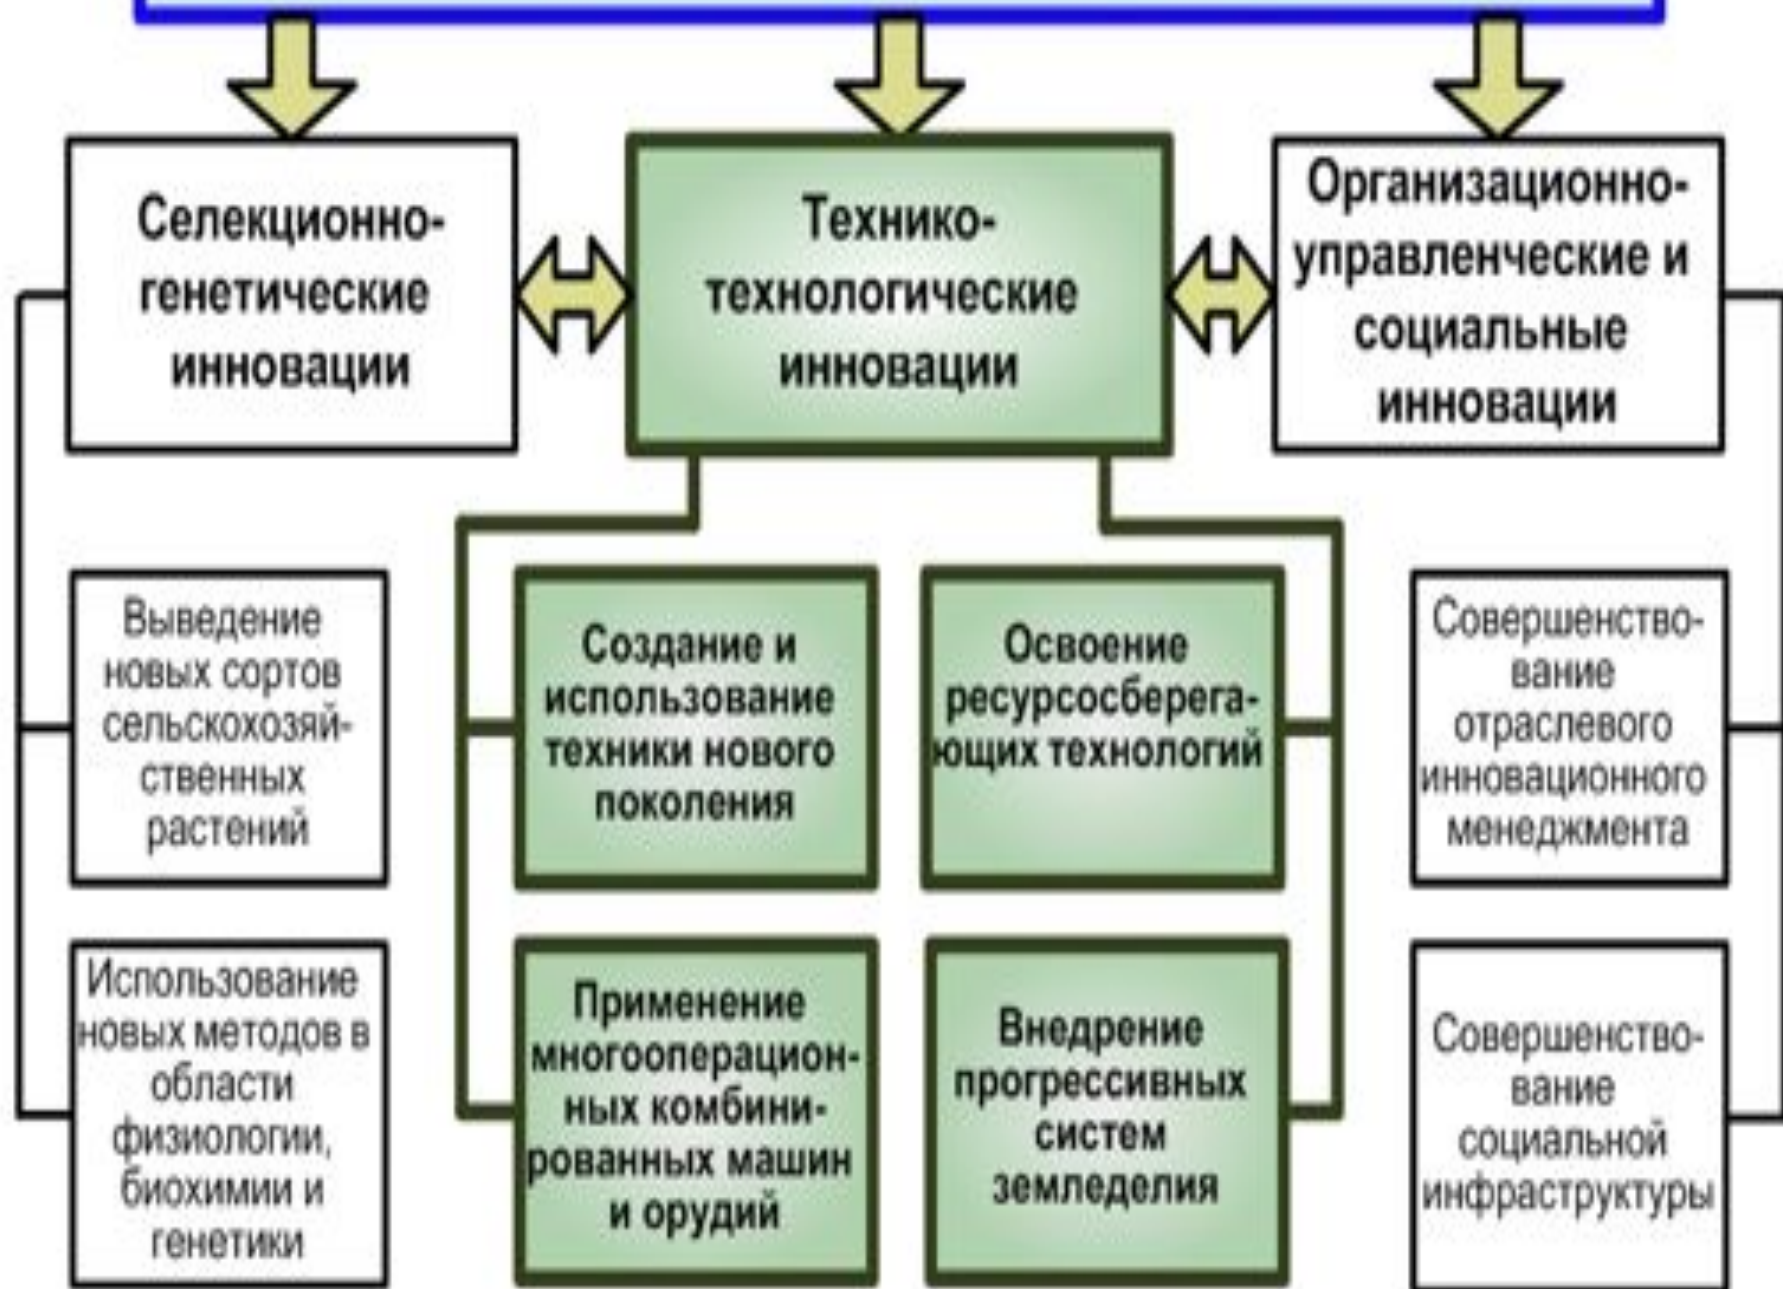 Селекционно-
генетические
инновации
Технико-
технологические
инновации
Организационно-
управленческие и
социальные
инновации
Выведение
новых сортов
сельскохозяй-
ственных
растений
Создание и
использование
техники нового
поколения
Освоение
ресурсосберега-
ющих технологий
Совершенство-
вание
отраслевого
инновационного
менеджмента
Использование
новых методов в
области
физиологии,
биохимии и
генетики
Применение
многооперацион-
ных комбини-
рованных машин
и орудий
Внедрение
прогрессивных
систем
земледелия
Совершенство-
вание
социальной
инфраструктуры